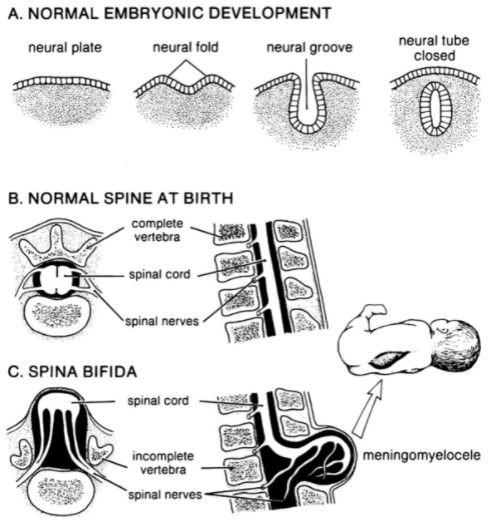 A. NORMAL EMBRYONIC DEVELOPMENT
neural plate
neural fold
neural groove
neural tube
closed
B. NORMAL SPINE AT BIRTH
complete
vertebra
spinal cord
spinal nerves
C. SPINA BIFIDA
spinal cord
incomplete
vertebra
spinal nerves
meningomyelocele